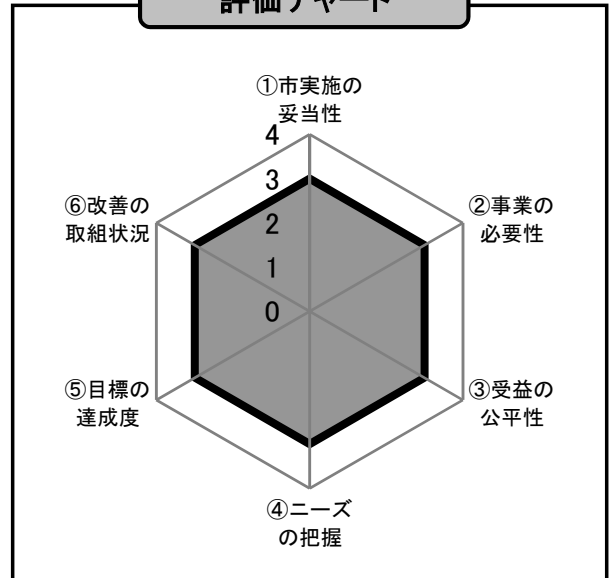 評価チャート
①市実施の
妥当性
4
3
2
1
0
②事業の
必要性
③受益の
公平性
④ニーズ
の把握
⑤目標の
達成度
⑥改善の
取組状況